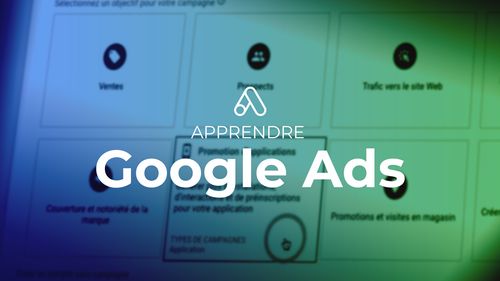 Sélectionnez un objectif pour votre campagne
Ventes
Prospects
Trafic vers le site Web
APPRENDRE
Google Ads
Promotion d'applications
d'interactions et de préinscriptions
pour votre application
TYPES DE CAMPAGNES
Application
Couverture et notoriété de la
marque
Promotions et visites en magasin